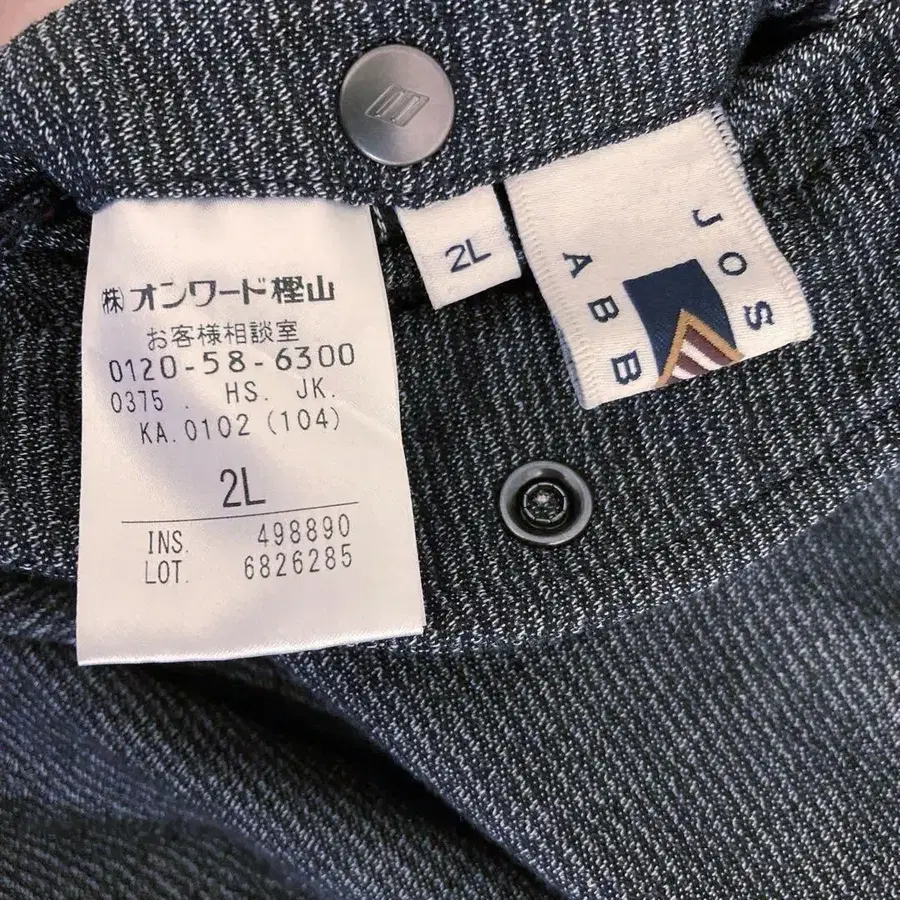 ㈱オンワード樫山
お客様相談室
0120-58-6300
0375 . HS. JK.
KA.0102 (104)
2L
INS. 498890
LOT. 6826285
2L
JOS
ABB